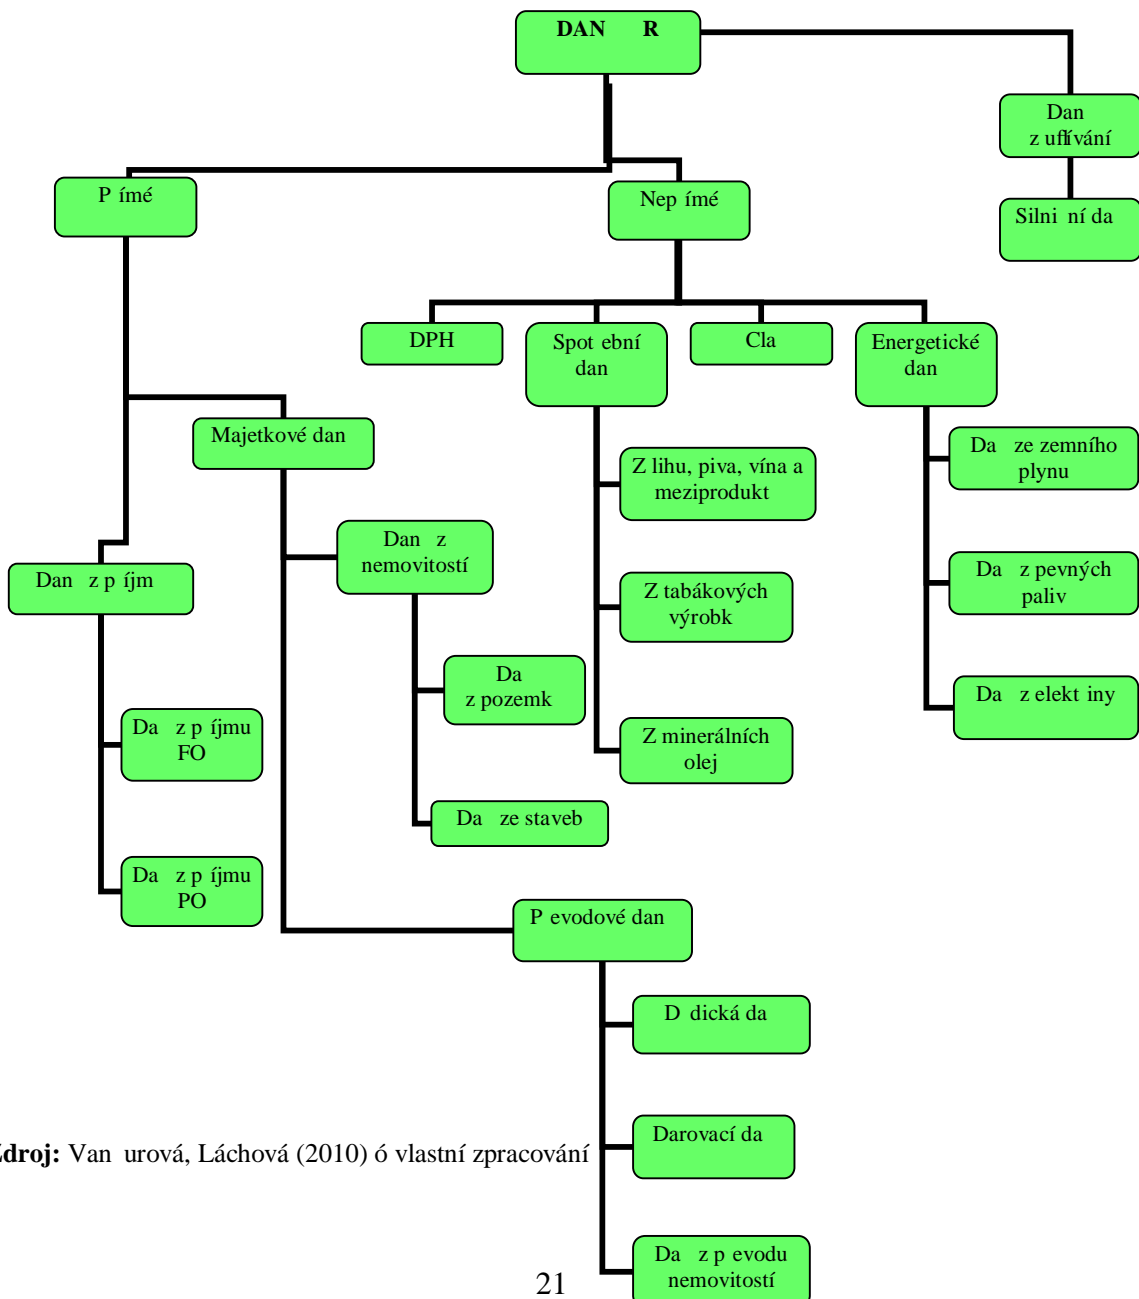 DAN R
Dan
z uflívání
P ímé
Nep ímé
Silni ní da
DPH
Spot ební
dan
Cla
Energetické
dan
Majetkové dan
Z lihu, piva, vína a
meziprodukt
Da ze zemního
plynu
Dan z
nemovitostí
Dan z p íjm
Z tabákových
výrobk
Da z pevných
paliv
Da
z pozemk
Da z elekt iny
Da z p íjmu
FO
Z minerálních
olej
Da ze staveb
Da z p íjmu
PO
P evodové dan
D dická da
Darovací da
Zdroj: Van urová, Láchová (2010) ó vlastní zpracování
Da z p evodu
nemovitostí
21